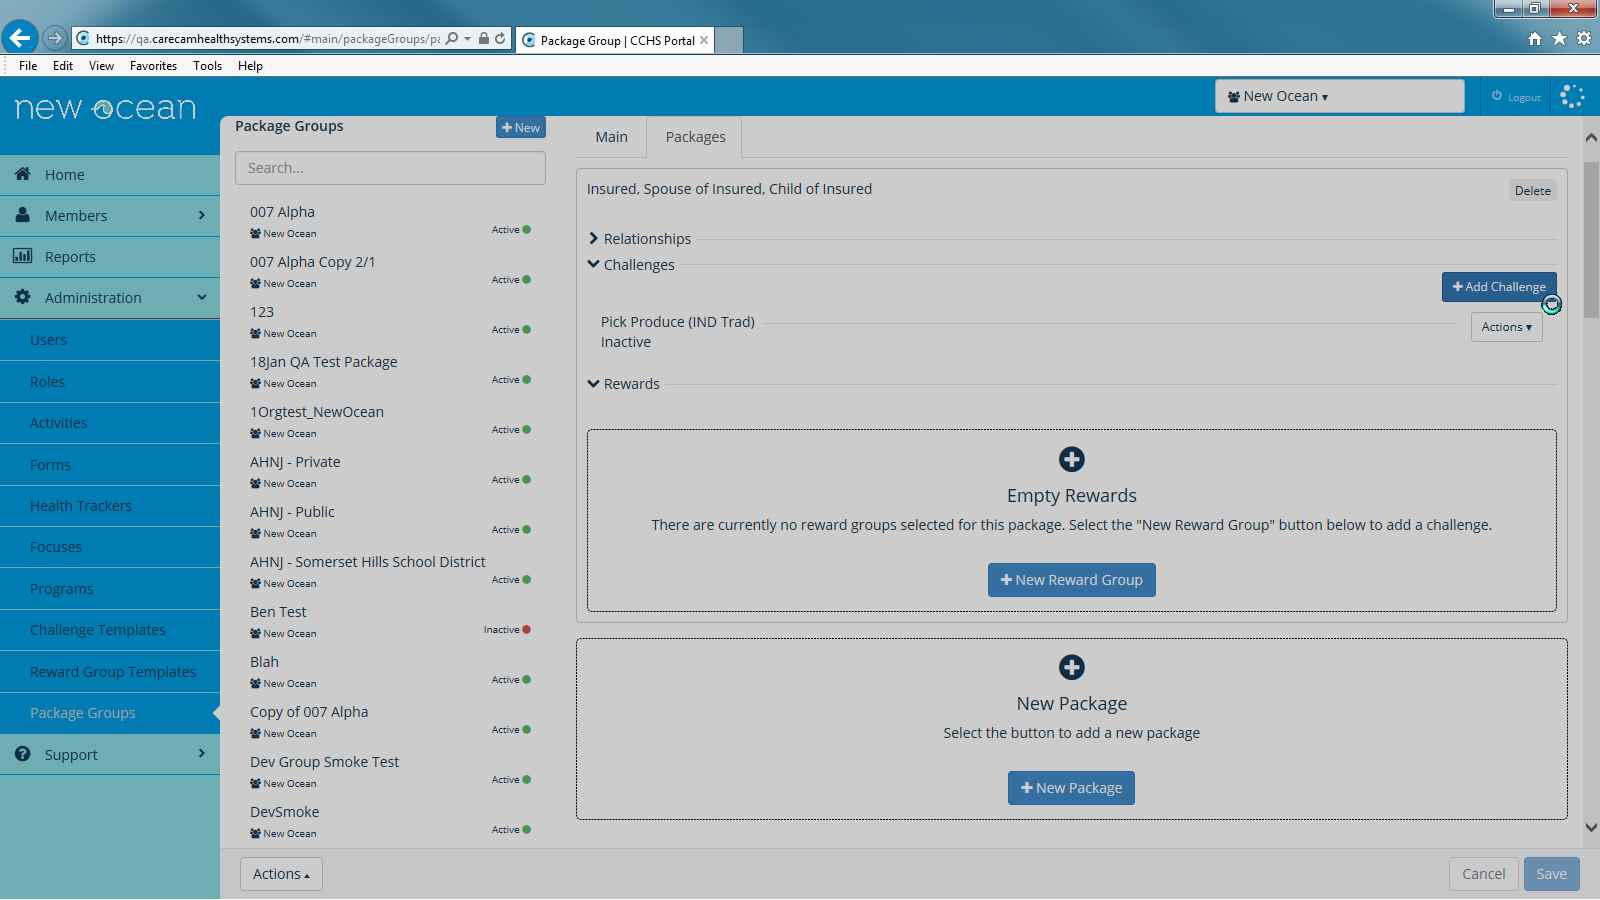 https://qa.carecamhealthsystems.com/#main/packageGroups/pa
Package Group | CCHS Portal
File Edit View Favorites Tools Help
new ocean
New Ocean
Logout
Home
Members
Reports
Administration
Users
Roles
Activities
Forms
Health Trackers
Focuses
Programs
Challenge Templates
Reward Group Templates
Package Groups
Support
Package Groups
New
Search...
007 Alpha
New Ocean Active
007 Alpha Copy 2/1
New Ocean Active
123
New Ocean Active
18Jan QA Test Package
New Ocean Active
1Orgtest_NewOcean
New Ocean Active
AHNJ - Private
New Ocean Active
AHNJ - Public
New Ocean Active
AHNJ - Somerset Hills School District
New Ocean Active
Ben Test
New Ocean Inactive
Blah
New Ocean Active
Copy of 007 Alpha
New Ocean Active
Dev Group Smoke Test
New Ocean Active
DevSmoke
New Ocean Active
Actions
Main Packages
Insured, Spouse of Insured, Child of Insured
Delete
Relationships
Challenges
Add Challenge
Pick Produce (IND Trad)
Inactive
Actions
Rewards
Empty Rewards
There are currently no reward groups selected for this package. Select the "New Reward Group" button below to add a challenge.
New Reward Group
New Package
Select the button to add a new package
New Package
Cancel Save